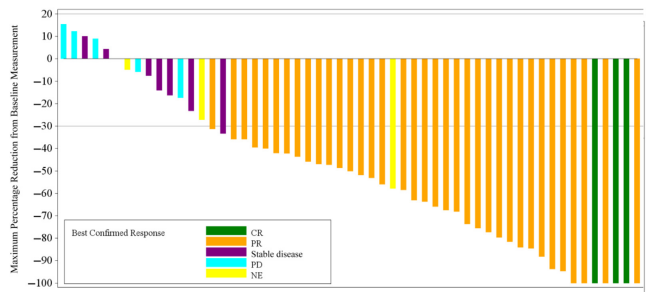 Maximum Percentage Reduction from Baseline Measurement
20
10
0
−10
−20
−30
−40
−50
−60
−70
−80
−90
−100
Best Confirmed Response
CR
PR
Stable disease
PD
NE